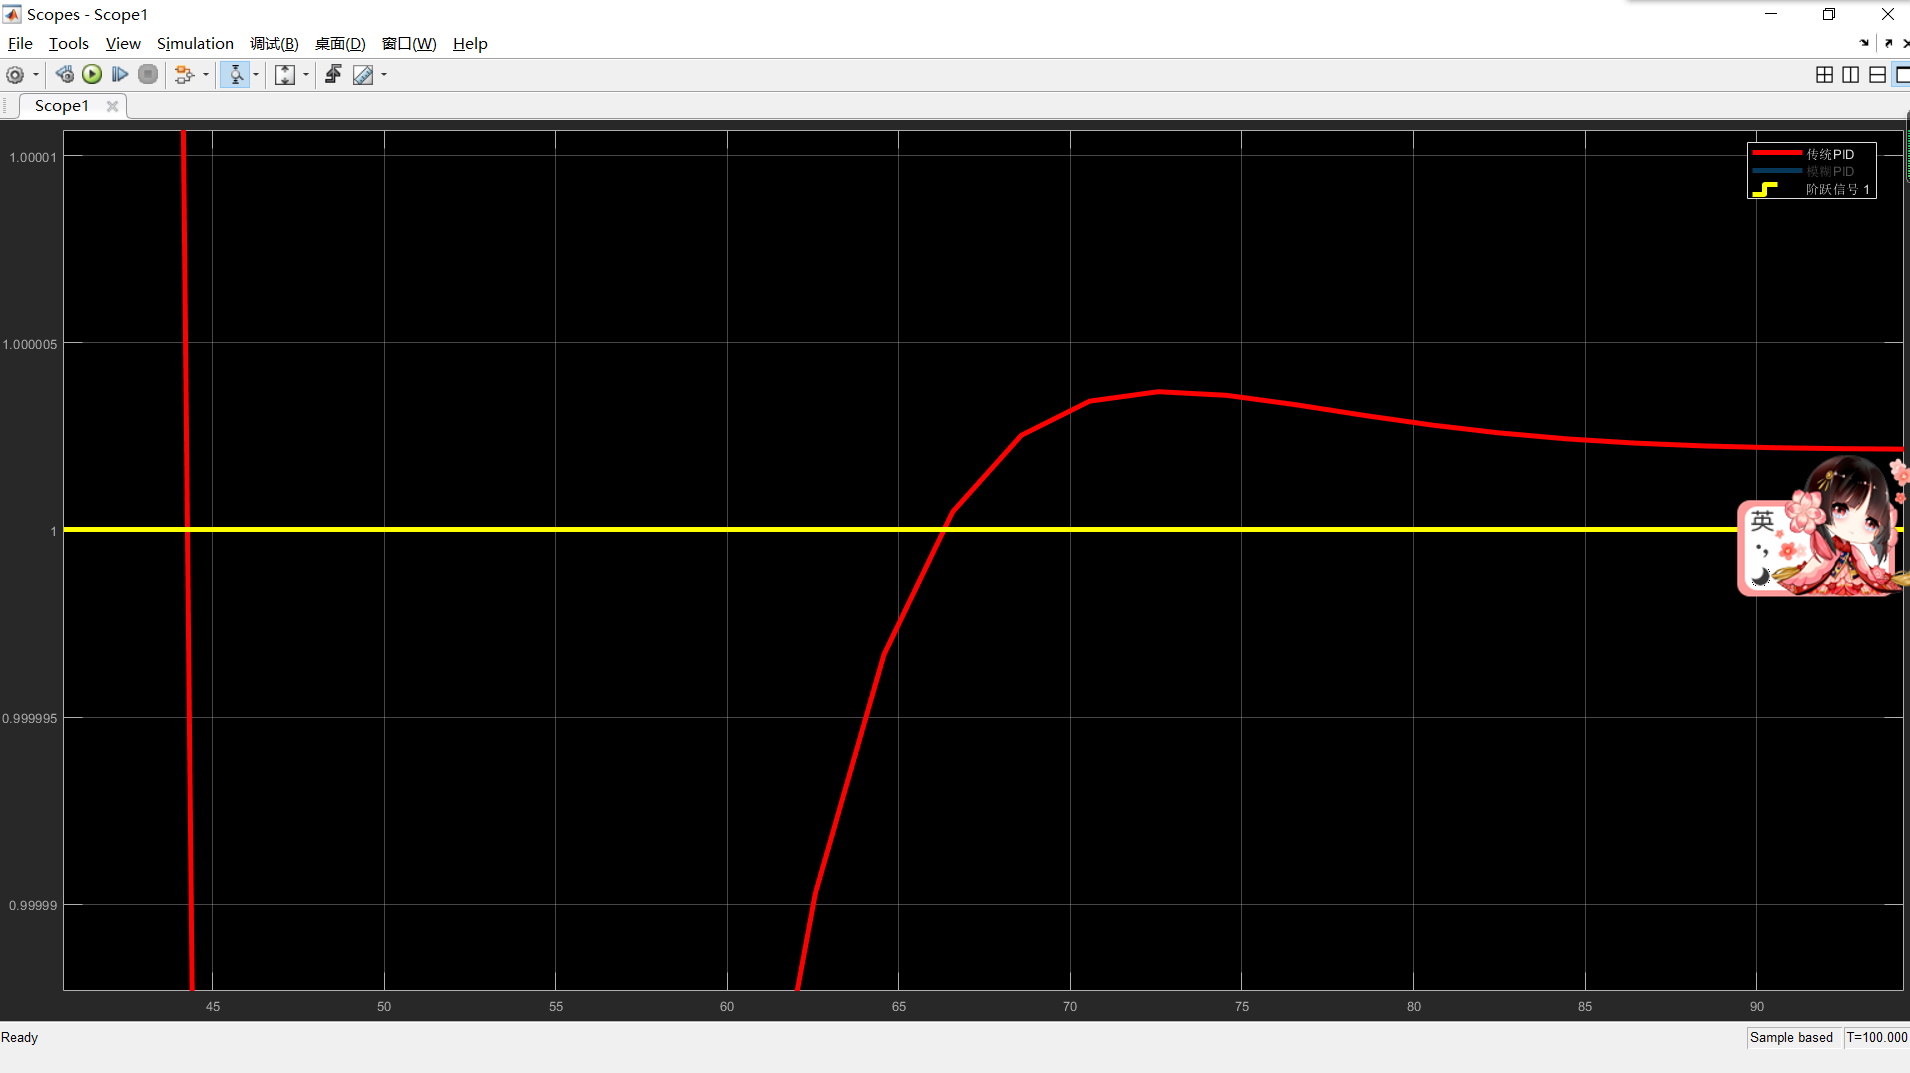 Scopes - Scope1
File Tools View Simulation 调试(B) 桌面(D) 窗口(W) Help
Scope1
1.00001
1.000005
1
0.999995
0.99999
传统PID
模糊PID
阶跃信号 1
英
45 50 55 60 65 70 75 80 85 90
Ready
Sample based
T=100.000